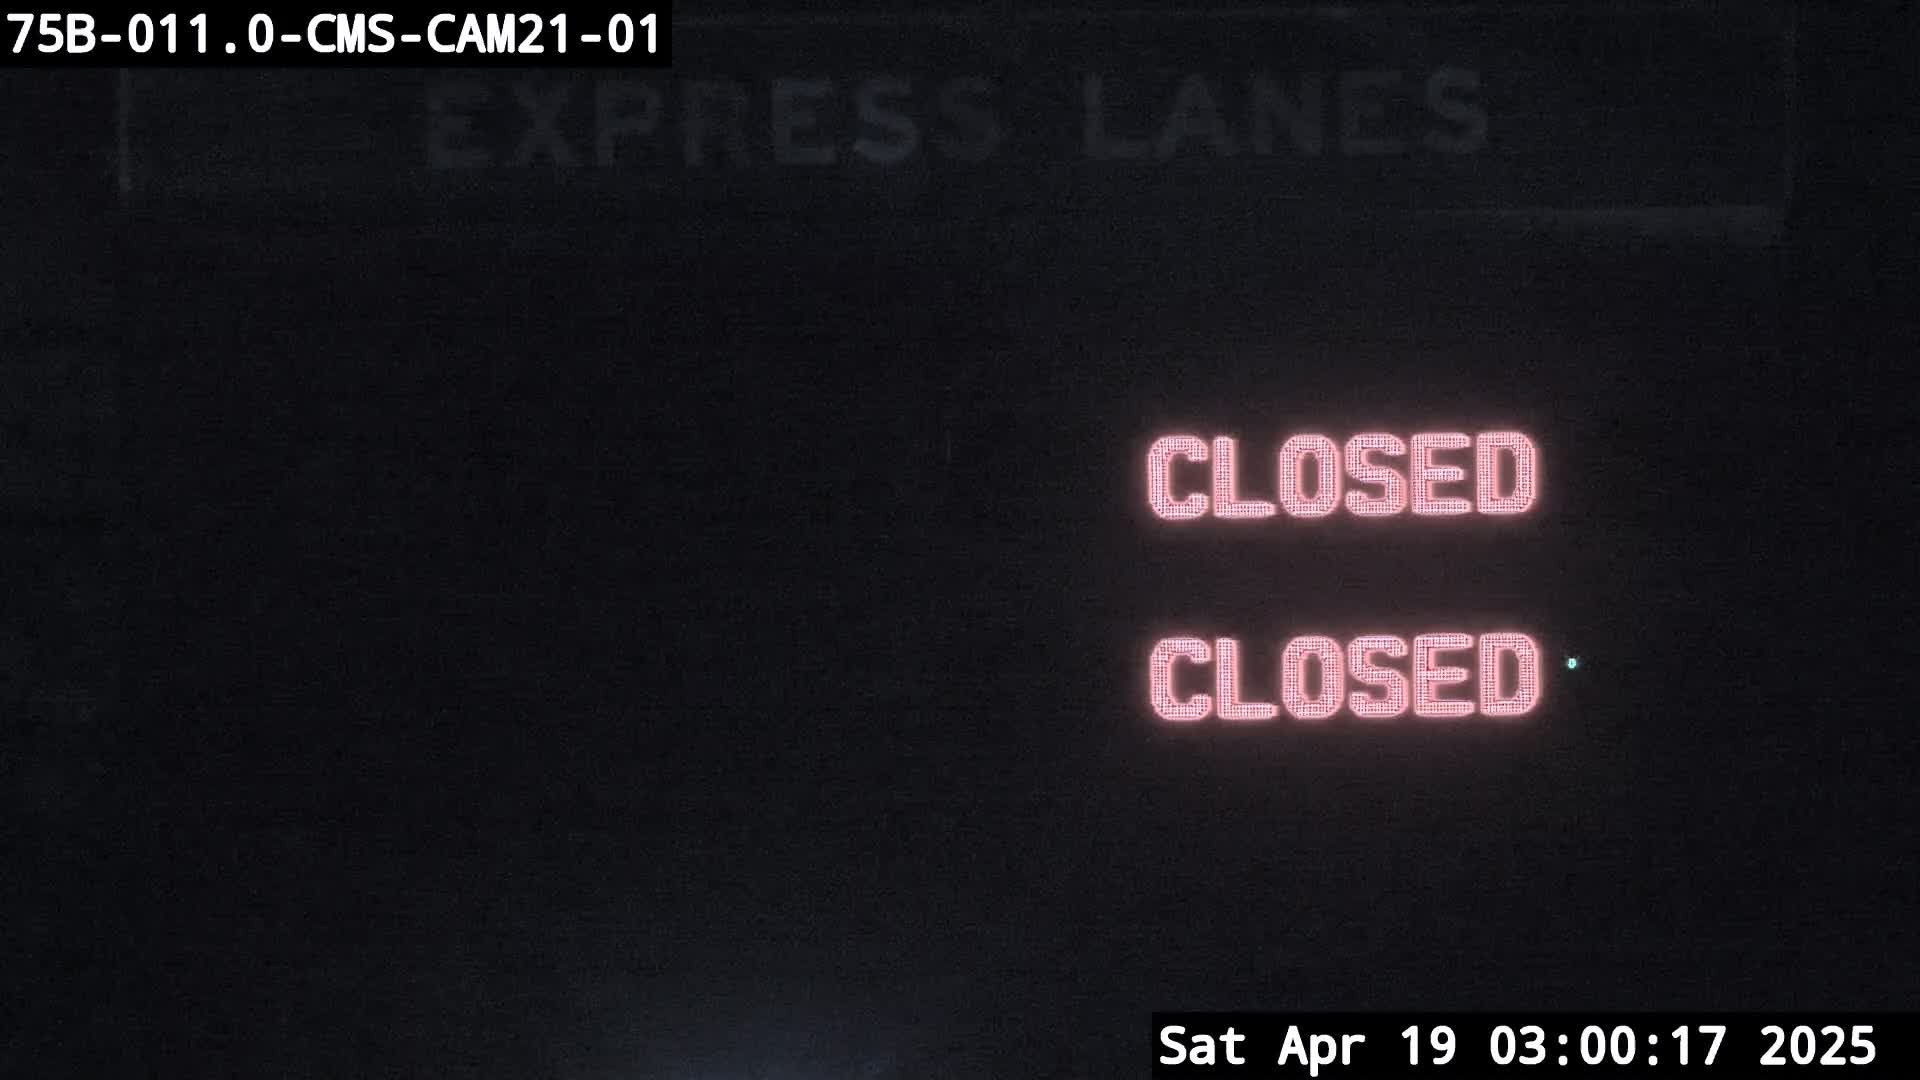 75B-011.0-CMS-CAM21-01
EXPRESS LANES
CLOSED
CLOSED
Sat Apr 19 03:00:17 2025